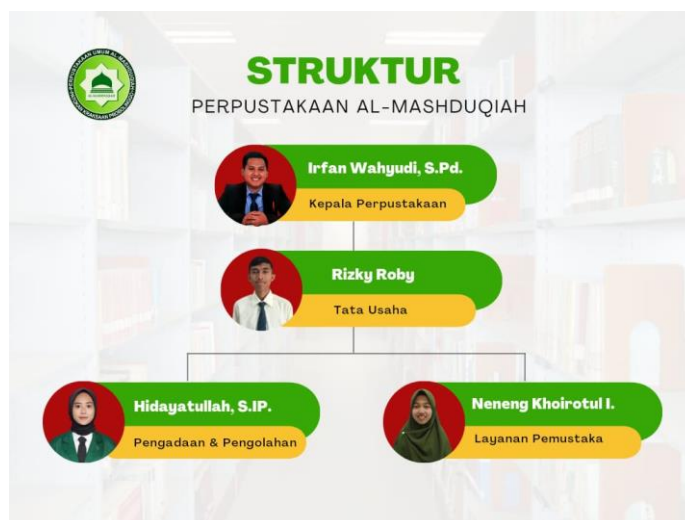 STRUKTUR
PERPUSTAKAAN AL-MASHDUQIAH
Irfan Wahyudi, S.Pd.
Kepala Perpustakaan
Rizky Roby
Tata Usaha
Hidayatullah, S.IP.
Pengadaan & Pengolahan
Neneng Khoirotul I.
Layanan Pemustaka